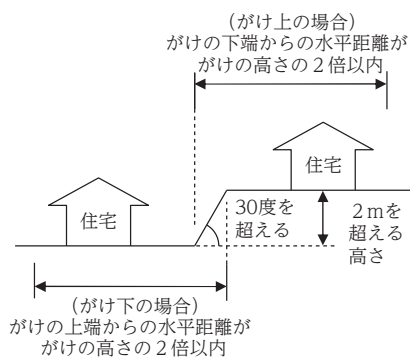 （がけ上の場合）
がけの下端からの水平距離が
がけの高さの２倍以内
住宅
住宅
30度を
超える
２ｍを
超える
高さ
（がけ下の場合）
がけの上端からの水平距離が
がけの高さの２倍以内